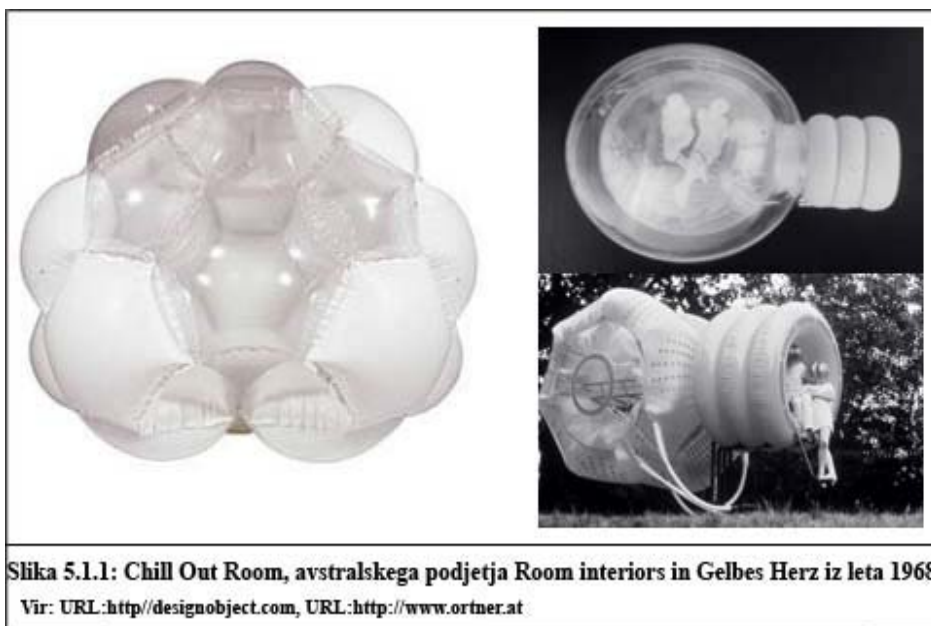 Slika 5.1.1: Chill Out Room, avstralskega podjetja Room interiors in Gelbes Herz iz leta 1968
Vir: URL:http//designobject.com, URL:http://www.ortner.at